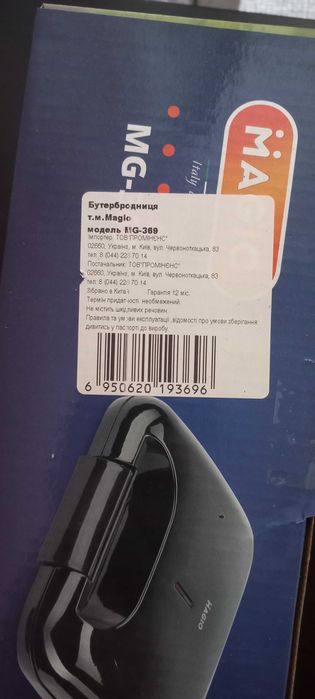 MAGI
Italy
MG-
Бутербродниця
т.м.Magio
модель MG-369
Імпортер: ТОВ"ПРОМІНЕНС"
02660, Україна, м. Київ, вул. Червоноткацька, 83
тел: 8 (044) 220 70 14
Постачальник: ТОВ"ПРОМІНЕНС"
02660, Україна, м. Київ, вул. Червоноткацька, 83
тел: 8 (044) 220 70 14
Зібрано в Китаї Гарантія 12 міс.
Термін придатності: необмежений
Не містить шкідливих речовин
Правила та умови експлуатації, відомості про умови зберігання
дивитись у паспорті до виробу
6 950620 193696
MAGIO